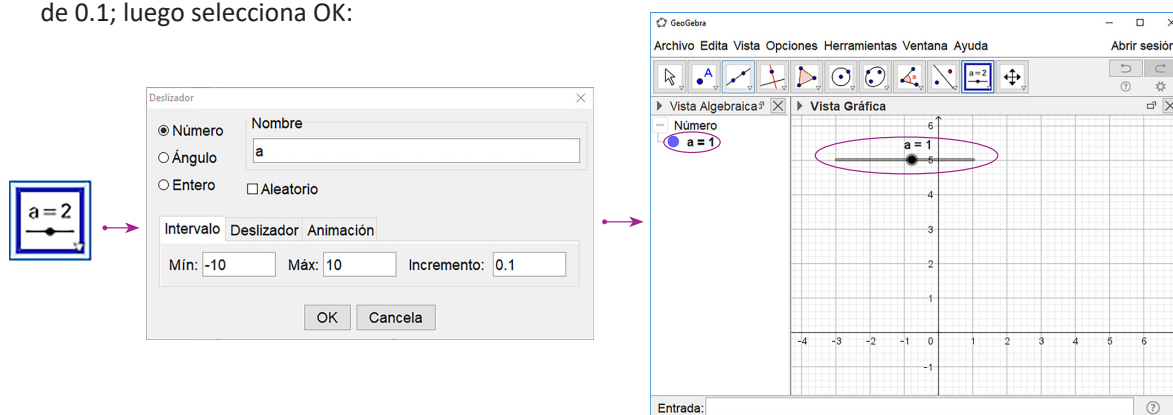 de 0.1; luego selecciona OK:
a = 2
Deslizador
Número
Ángulo
Entero
Nombre
a
Aleatorio
Intervalo Deslizador Animación
Mín: -10 Máx: 10 Incremento: 0.1
OK Cancela
GeoGebra
Archivo Edita Vista Opciones Herramientas Ventana Ayuda Abrir sesión
A
a=2
Vista Algebraica
Número
a = 1
Vista Gráfica
a = 1
6
5
4
3
2
1
-4 -3 -2 -1 0 1 2 3 4 5 6
-1
Entrada: